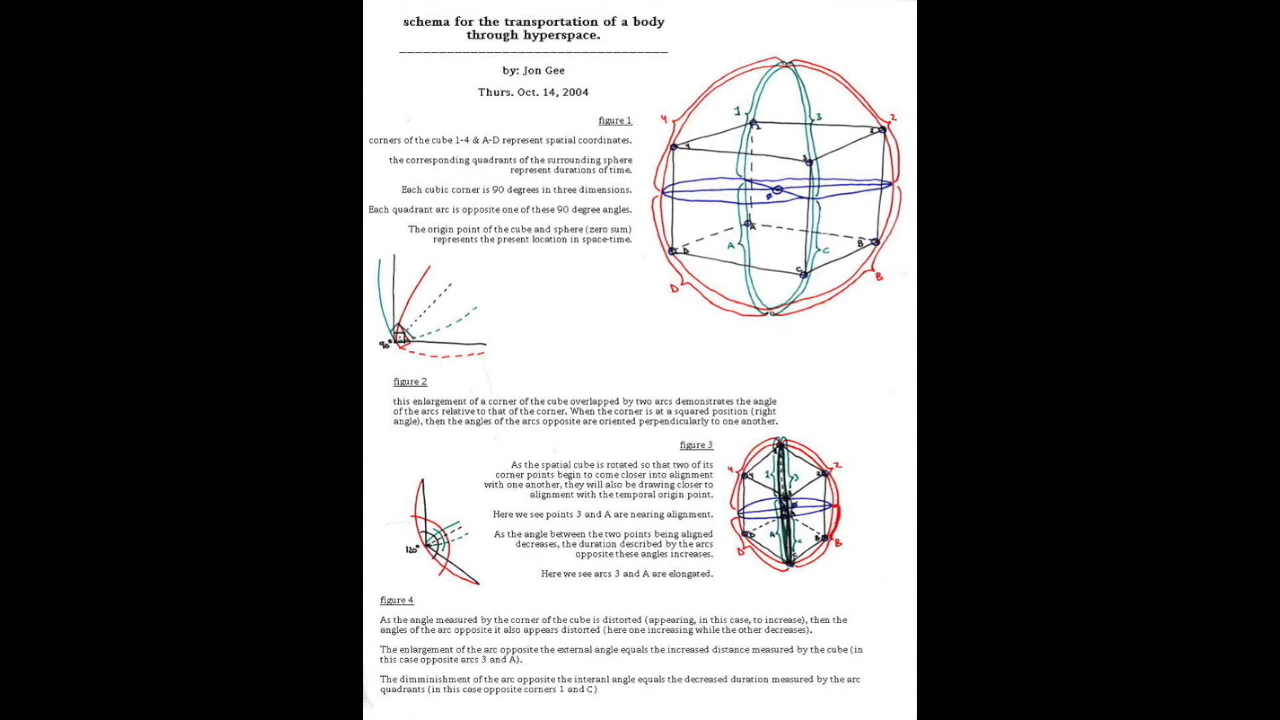 schema for the transportation of a body
through hyperspace.
by: Jon Gee
Thurs. Oct. 14, 2004
figure 1
corners of the cube 1-4 & A-D represent spatial coordinates.
the corresponding quadrants of the surrounding sphere
represent durations of time.
Each cubic corner is 90 degrees in three dimensions.
Each quadrant arc is opposite one of these 90 degree angles.
The origin point of the cube and sphere (zero sum)
represents the present location in space-time.
4
1
3
2
A
C
D
B
90°
figure 2
this enlargement of a corner of the cube overlapped by two arcs demonstrates the angle
of the arcs relative to that of the corner. When the corner is at a squared position (right
angle), then the angles of the arcs opposite are oriented perpendicularly to one another.
figure 3
As the spatial cube is rotated so that two of its
corner points begin to come closer into alignment
with one another, they will also be drawing closer to
alignment with the temporal origin point.
Here we see points 3 and A are nearing alignment.
As the angle between the two points being aligned
decreases, the duration described by the arcs
opposite these angles increases.
Here we see arcs 3 and A are elongated.
4
1
3
2
A
D
B
120°
figure 4
As the angle measured by the corner of the cube is distorted (appearing, in this case, to increase), then the
angles of the arc opposite it also appears distorted (here one increasing while the other decreases).
The enlargement of the arc opposite the external angle equals the increased distance measured by the cube (in
this case opposite arcs 3 and A).
The dimminishment of the arc opposite the interanl angle equals the decreased duration measured by the arc
quadrants (in this case opposite corners 1 and C)